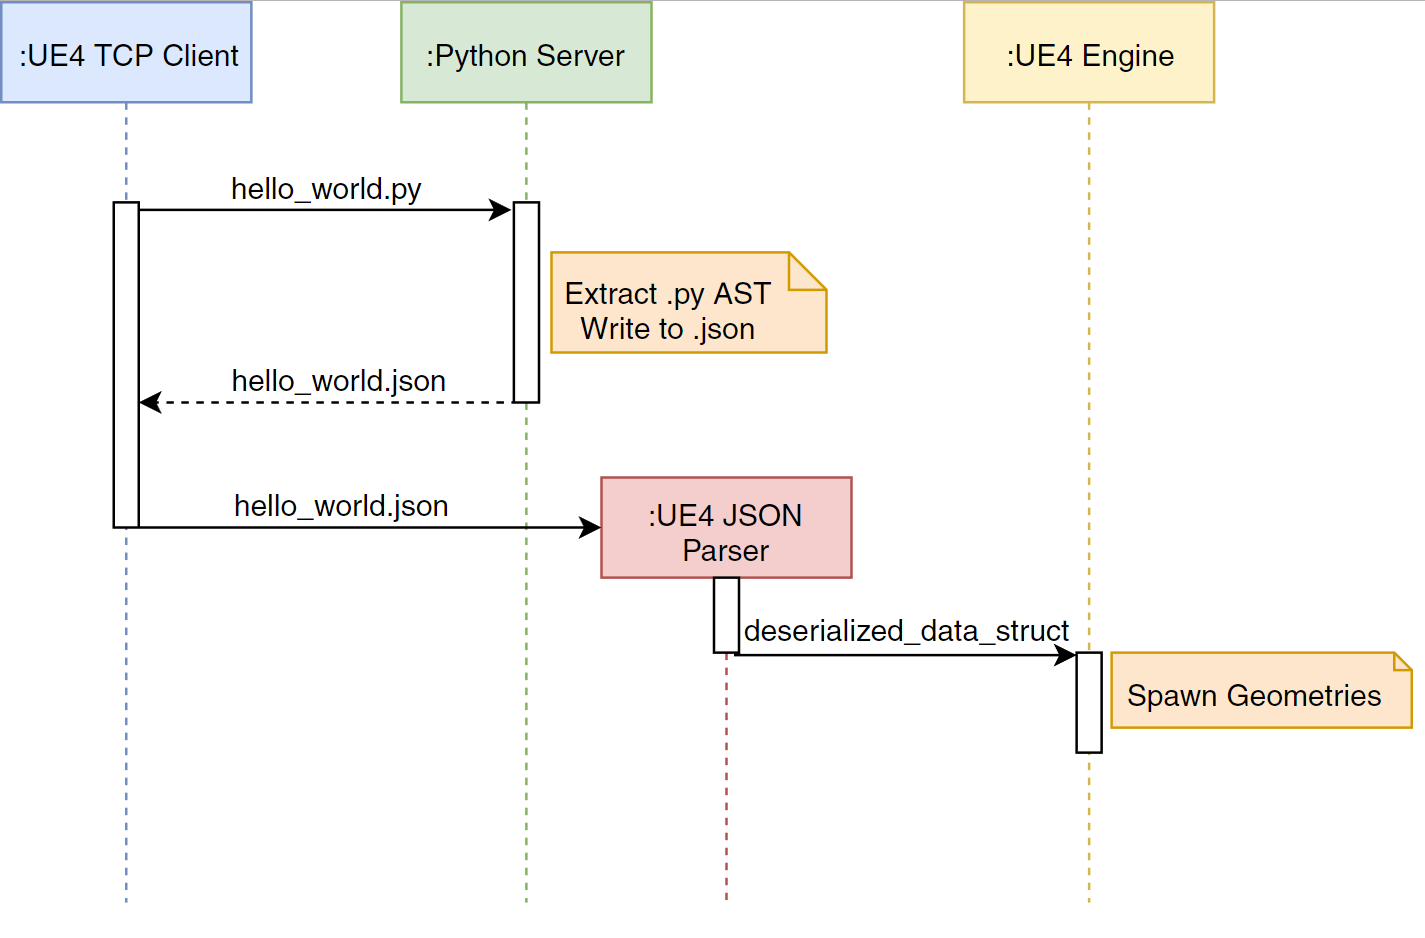 :UE4 TCP Client
:Python Server
:UE4 Engine
hello_world.py
Extract .py AST
Write to .json
hello_world.json
hello_world.json
:UE4 JSON
Parser
deserialized_data_struct
Spawn Geometries